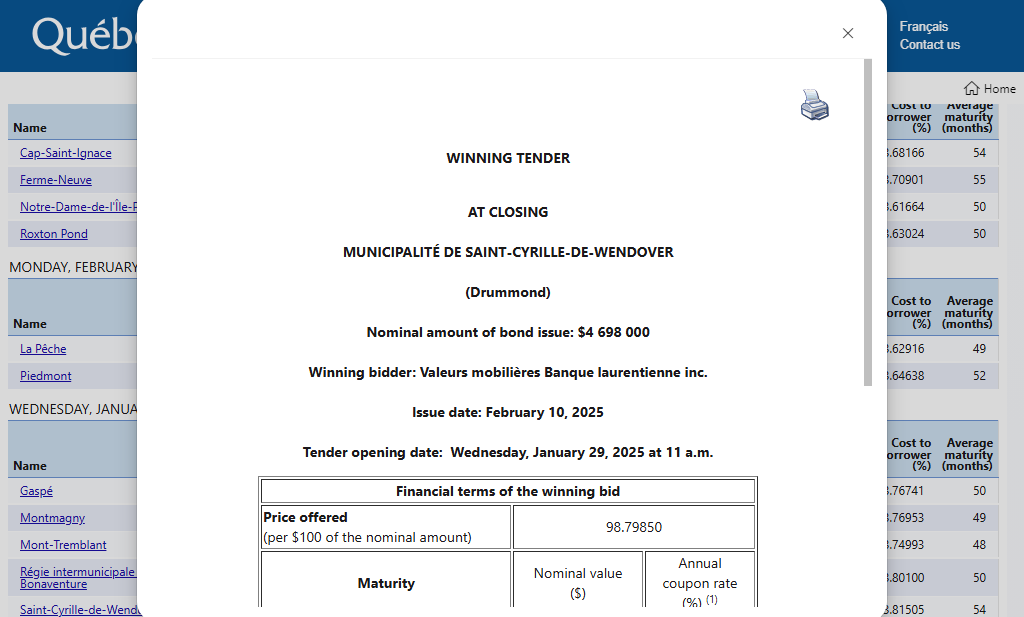 Québ
Français
Contact us
Home
WINNING TENDER
AT CLOSING
MUNICIPALITÉ DE SAINT-CYRILLE-DE-WENDOVER
(Drummond)
Nominal amount of bond issue: $4 698 000
Winning bidder: Valeurs mobilières Banque laurentienne inc.
Issue date: February 10, 2025
Tender opening date: Wednesday, January 29, 2025 at 11 a.m.
Financial terms of the winning bid
Price offered
(per $100 of the nominal amount)
98.79850
Maturity
Nominal value
($)
Annual
coupon rate
(%) (1)
Name
Cost to
orrower
(%)
Average
maturity
(months)
Cap-Saint-Ignace .68166 54
Ferme-Neuve .70901 55
Notre-Dame-de-l'Île- .61664 50
Roxton Pond .63024 50
MONDAY, FEBRUARY
Name
Cost to
orrower
(%)
Average
maturity
(months)
La Pêche .62916 49
Piedmont .64638 52
WEDNESDAY, JANUA
Name
Cost to
orrower
(%)
Average
maturity
(months)
Gaspé .76741 50
Montmagny .76953 49
Mont-Tremblant .74993 48
Régie intermunicipale
Bonaventure .80100 50
Saint-Cyrille-de-Wend .81505 54